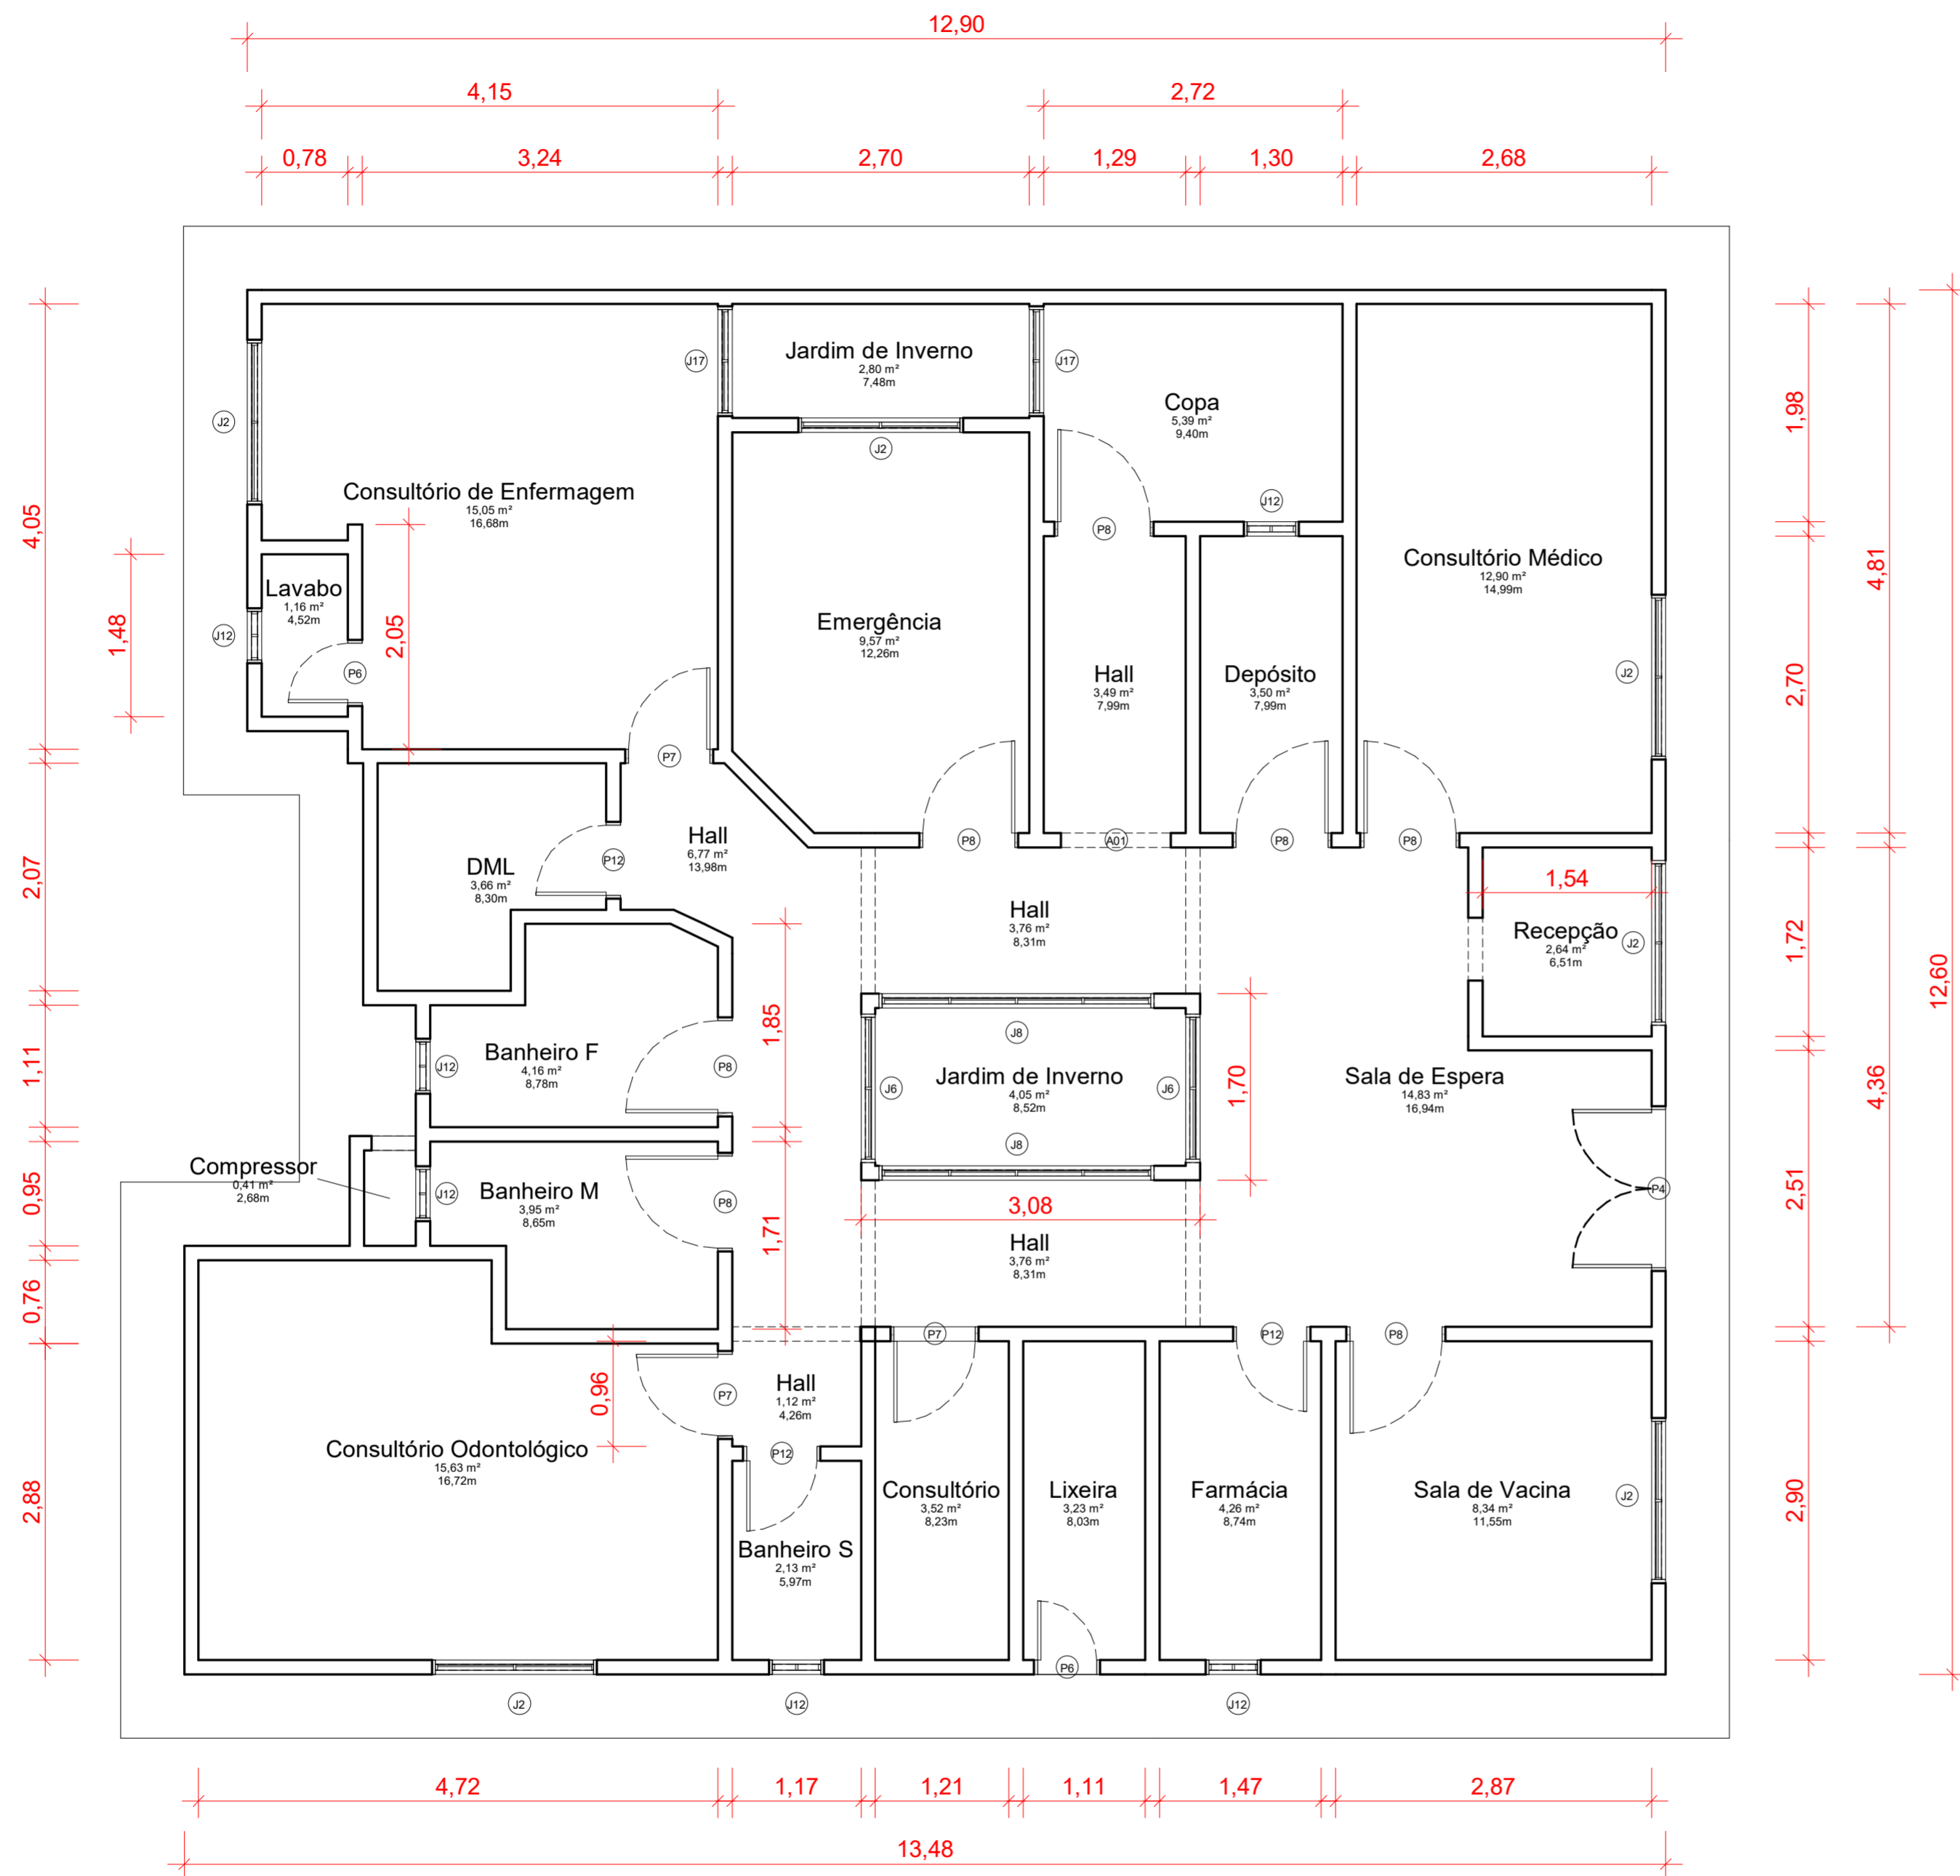 12,90
4,15
2,72
0,78
3,24
2,70
1,29
1,30
2,68
Jardim de Inverno
2,80 m²
7,48m
J17
J17
J2
J2
Copa
5,39 m²
9,40m
1,98
Consultório de Enfermagem
15,05 m²
16,68m
J12
P8
4,05
Consultório Médico
12,90 m²
14,99m
4,81
Lavabo
1,16 m²
4,52m
1,48
J12
2,05
Emergência
9,57 m²
12,26m
P6
Hall
3,49 m²
7,99m
Depósito
3,50 m²
7,99m
J2
2,70
P7
Hall
6,77 m²
13,98m
P8
A01
P8
P8
P12
DML
3,66 m²
8,30m
2,07
1,54
Hall
3,76 m²
8,31m
Recepção
2,64 m²
6,51m
J2
1,72
12,60
1,85
J8
Banheiro F
4,16 m²
8,78m
J12
P8
1,11
Jardim de Inverno
4,05 m²
8,52m
J6
J6
J8
1,70
Sala de Espera
14,83 m²
16,94m
4,36
Compressor
0,41 m²
2,68m
J12
Banheiro M
3,95 m²
8,65m
P8
0,95
P4
2,51
3,08
1,71
Hall
3,76 m²
8,31m
0,76
P7
P12
P8
Hall
1,12 m²
4,26m
P7
0,96
P12
Consultório Odontológico
15,63 m²
16,72m
2,88
Consultório
3,52 m²
8,23m
Lixeira
3,23 m²
8,03m
Farmácia
4,26 m²
8,74m
Sala de Vacina
8,34 m²
11,55m
J2
2,90
Banheiro S
2,13 m²
5,97m
P6
J2
J12
J12
4,72
1,17
1,21
1,11
1,47
2,87
13,48